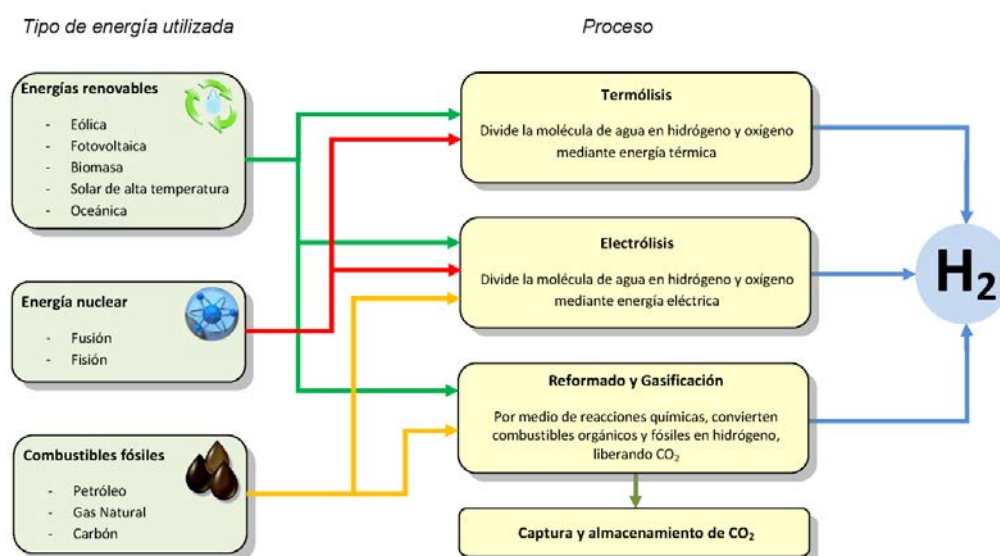 Tipo de energía utilizada
Proceso
Energías renovables
- Eólica
- Fotovoltaica
- Biomasa
- Solar de alta temperatura
- Oceánica
Energía nuclear
- Fusión
- Fisión
Combustibles fósiles
- Petróleo
- Gas Natural
- Carbón
Termólisis
Divide la molécula de agua en hidrógeno y oxígeno
mediante energía térmica
Electrólisis
Divide la molécula de agua en hidrógeno y oxígeno
mediante energía eléctrica
Reformado y Gasificación
Por medio de reacciones químicas, convierten
combustibles orgánicos y fósiles en hidrógeno,
liberando CO₂
Captura y almacenamiento de CO₂
H₂